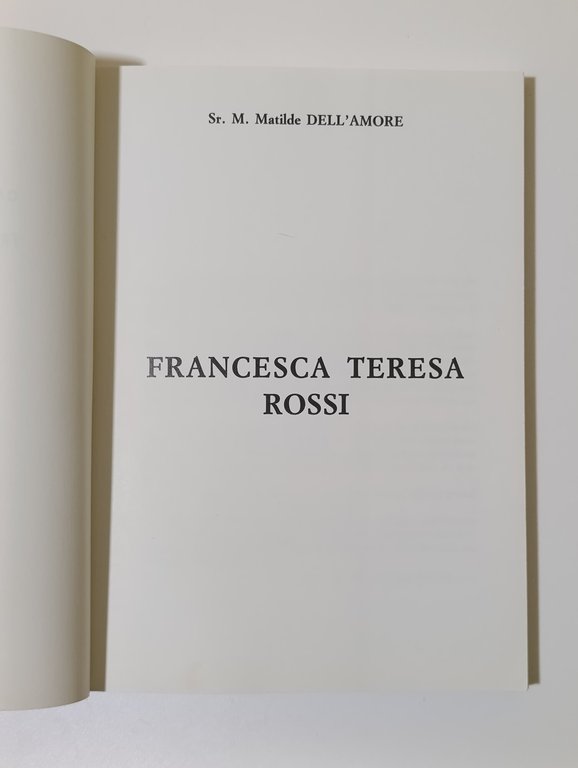 Sr. M. Matilde DELL'AMORE
FRANCESCA TERESA
ROSSI